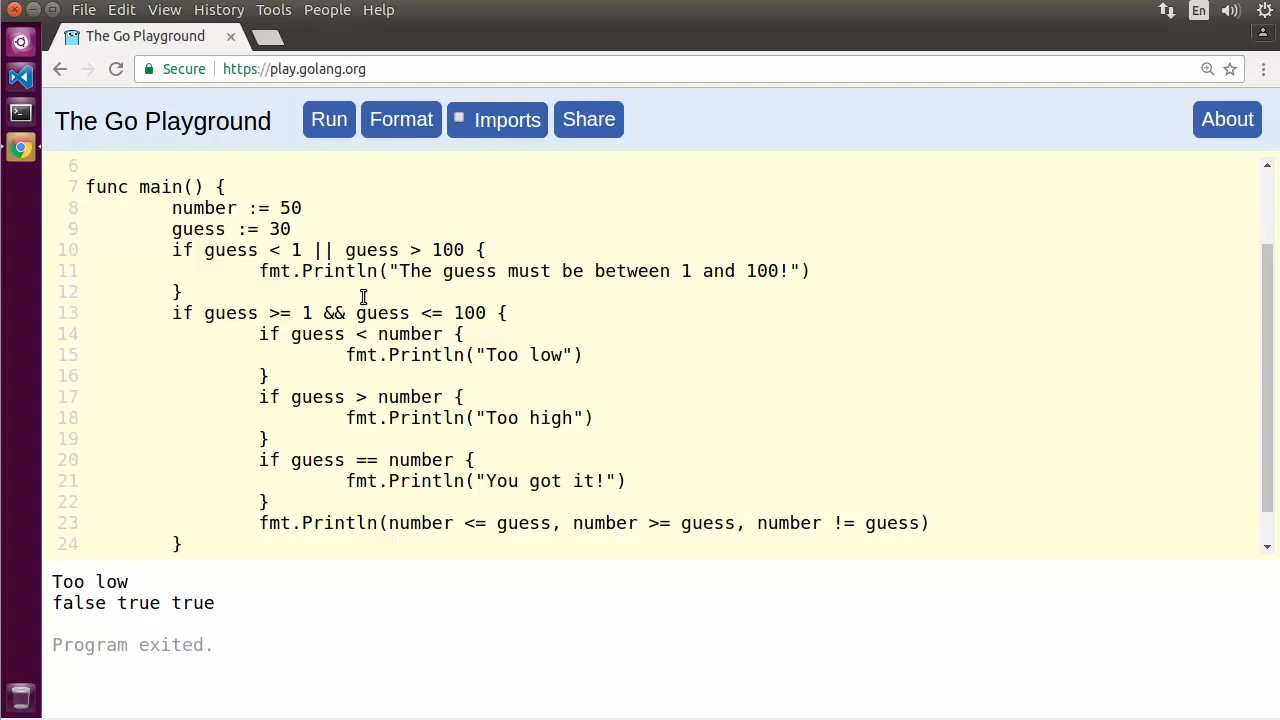 File Edit View History Tools People Help
En
The Go Playground
Secure https://play.golang.org
The Go Playground Run Format Imports Share About
6
7 func main() {
8 number := 50
9 guess := 30
10 if guess < 1 || guess > 100 {
11 fmt.Println("The guess must be between 1 and 100!")
12 }
13 if guess >= 1 && guess <= 100 {
14 if guess < number {
15 fmt.Println("Too low")
16 }
17 if guess > number {
18 fmt.Println("Too high")
19 }
20 if guess == number {
21 fmt.Println("You got it!")
22 }
23 fmt.Println(number <= guess, number >= guess, number != guess)
24 }
Too low
false true true
Program exited.